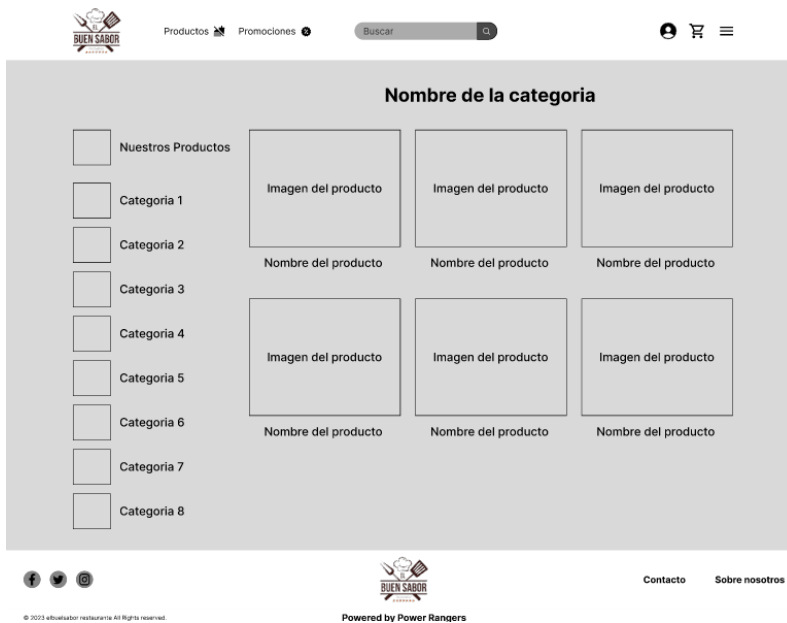 EL
BUEN SABOR
Productos
Promociones
Buscar
Nombre de la categoria
Nuestros Productos
Categoria 1
Categoria 2
Categoria 3
Categoria 4
Categoria 5
Categoria 6
Categoria 7
Categoria 8
Imagen del producto
Imagen del producto
Imagen del producto
Nombre del producto
Nombre del producto
Nombre del producto
Imagen del producto
Imagen del producto
Imagen del producto
Nombre del producto
Nombre del producto
Nombre del producto
EL
BUEN SABOR
Contacto
Sobre nosotros
© 2023 elbuelsabor restaurante All Rights reserved.
Powered by Power Rangers